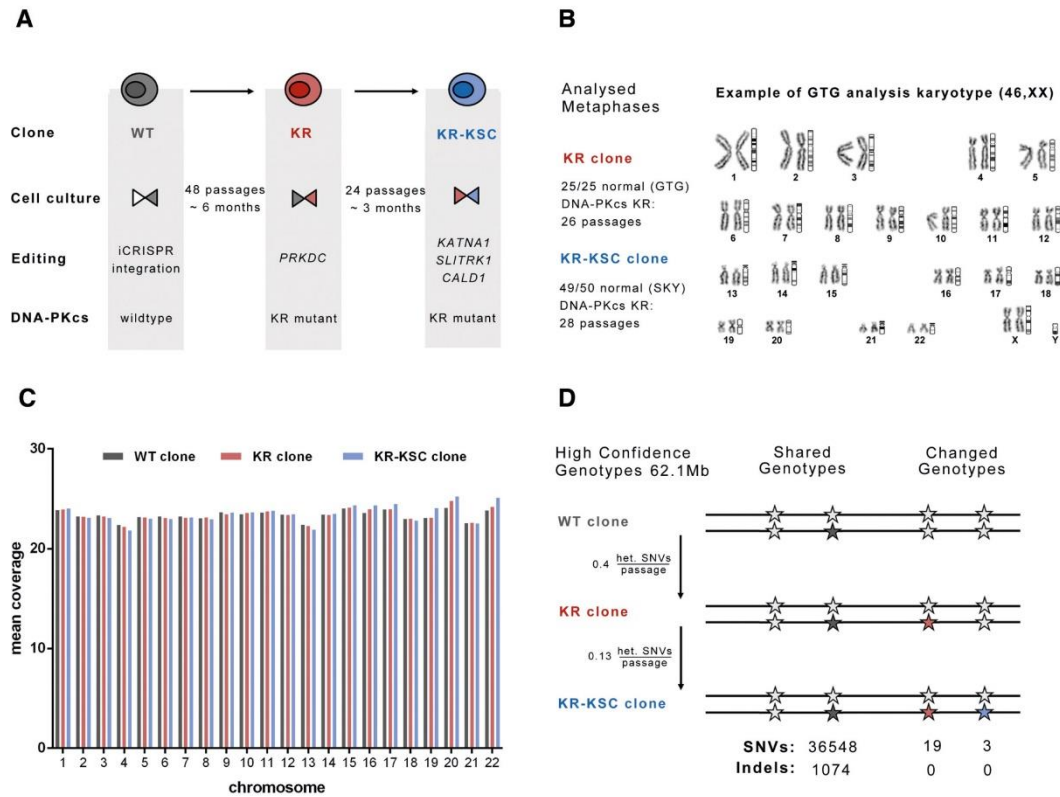 A
Clone
WT
KR
KR-KSC
Cell culture
48 passages
~ 6 months
24 passages
~ 3 months
Editing
iCRISPR
integration
PRKDC
KATNA1
SLITRK1
CALD1
DNA-PKcs
wildtype
KR mutant
KR mutant
B
Analysed
Metaphases
Example of GTG analysis karyotype (46,XX)
KR clone
25/25 normal (GTG)
DNA-PKcs KR:
26 passages
KR-KSC clone
49/50 normal (SKY)
DNA-PKcs KR:
28 passages
1 2 3 4 5
6 7 8 9 10 11 12
13 14 15 16 17 18
19 20 21 22 X Y
C
WT clone KR clone KR-KSC clone
30
20
10
0
mean coverage
1 2 3 4 5 6 7 8 9 10 11 12 13 14 15 16 17 18 19 20 21 22
chromosome
D
High Confidence
Genotypes 62.1Mb
Shared
Genotypes
Changed
Genotypes
WT clone
0.4 het. SNVs
passage
KR clone
0.13 het. SNVs
passage
KR-KSC clone
SNVs: 36548 19 3
Indels: 1074 0 0